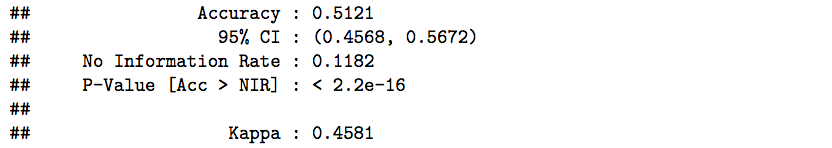 ##               Accuracy : 0.5121
##                 95% CI : (0.4568, 0.5672)
##    No Information Rate : 0.1182
##    P-Value [Acc > NIR] : < 2.2e-16
##
##                  Kappa : 0.4581